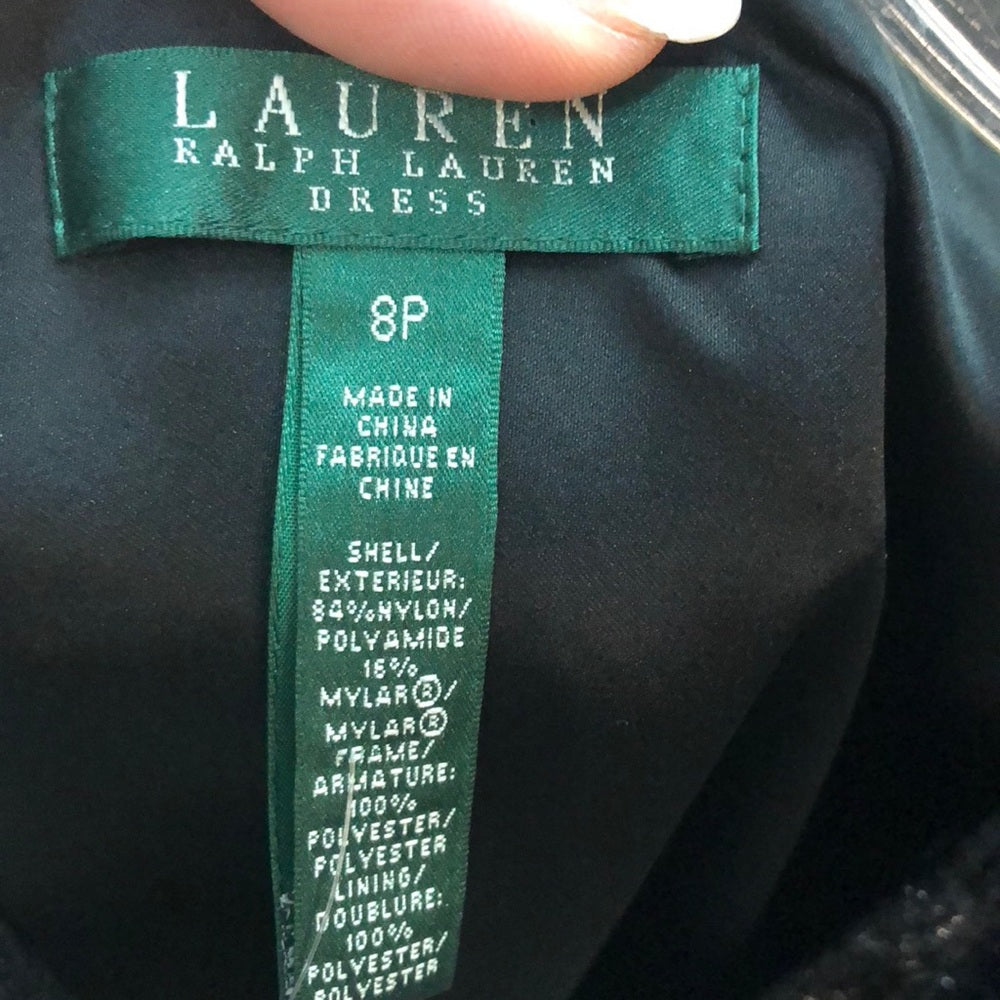 LAUREN
RALPH LAUREN
DRESS
8P
MADE IN
CHINA
FABRIQUE EN
CHINE
SHELL/
EXTERIEUR:
84%NYLON/
POLYAMIDE
16%
MYLAR®/
MYLAR®
FRAME/
ARMATURE:
100%
POLYESTER/
POLYESTER
LINING/
DOUBLURE:
100%
POLYESTER/
POLYESTER